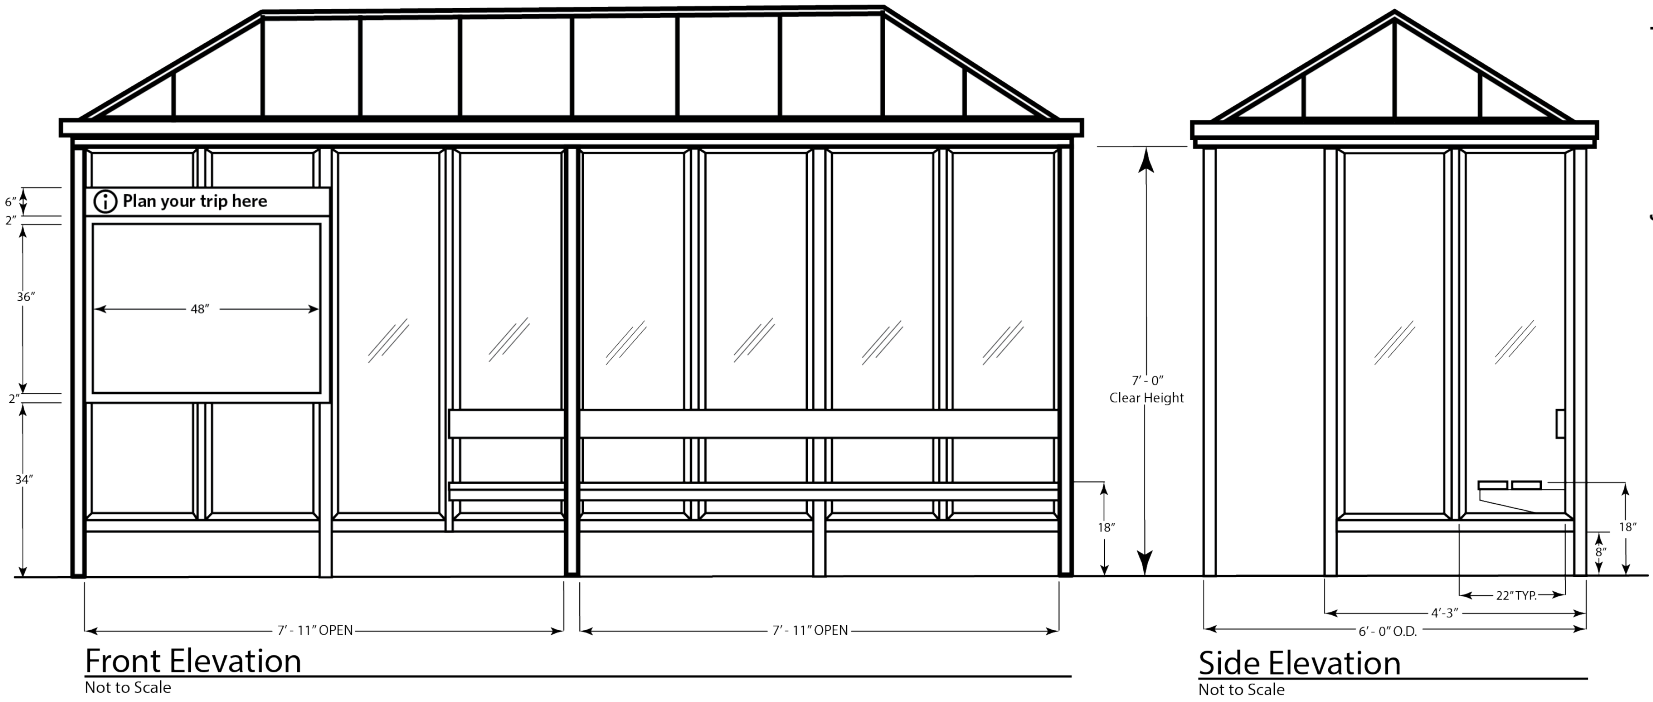 6"
2"
36"
2"
34"
i Plan your trip here
48"
7' - 0"
Clear Height
18"
18"
8"
22" TYP.
4'-3"
6' - 0" O.D.
7' - 11" OPEN
7' - 11" OPEN
Front Elevation
Not to Scale
Side Elevation
Not to Scale